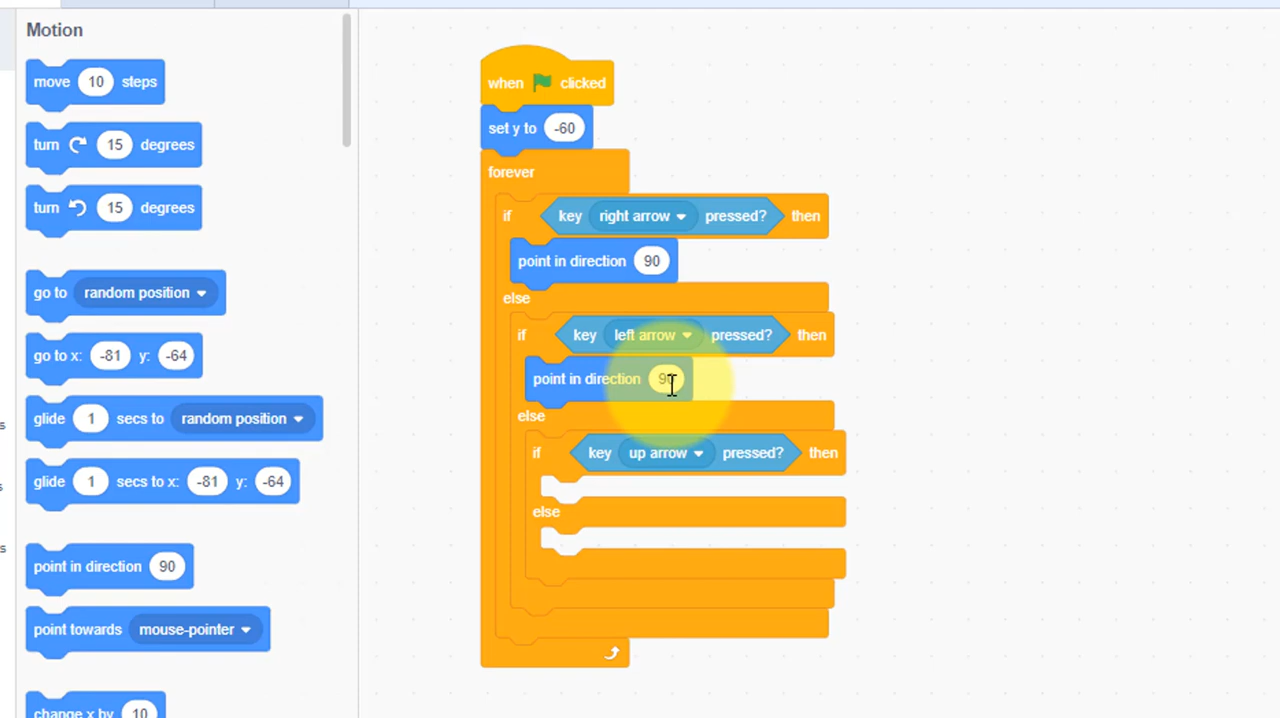 Motion
move 10 steps
turn 15 degrees
turn 15 degrees
go to random position
go to x: -81 y: -64
glide 1 secs to random position
glide 1 secs to x: -81 y: -64
point in direction 90
point towards mouse-pointer
change x by 10
when clicked
set y to -60
forever
if key right arrow pressed? then
point in direction 90
else
if key left arrow pressed? then
point in direction 90
else
if key up arrow pressed? then
else